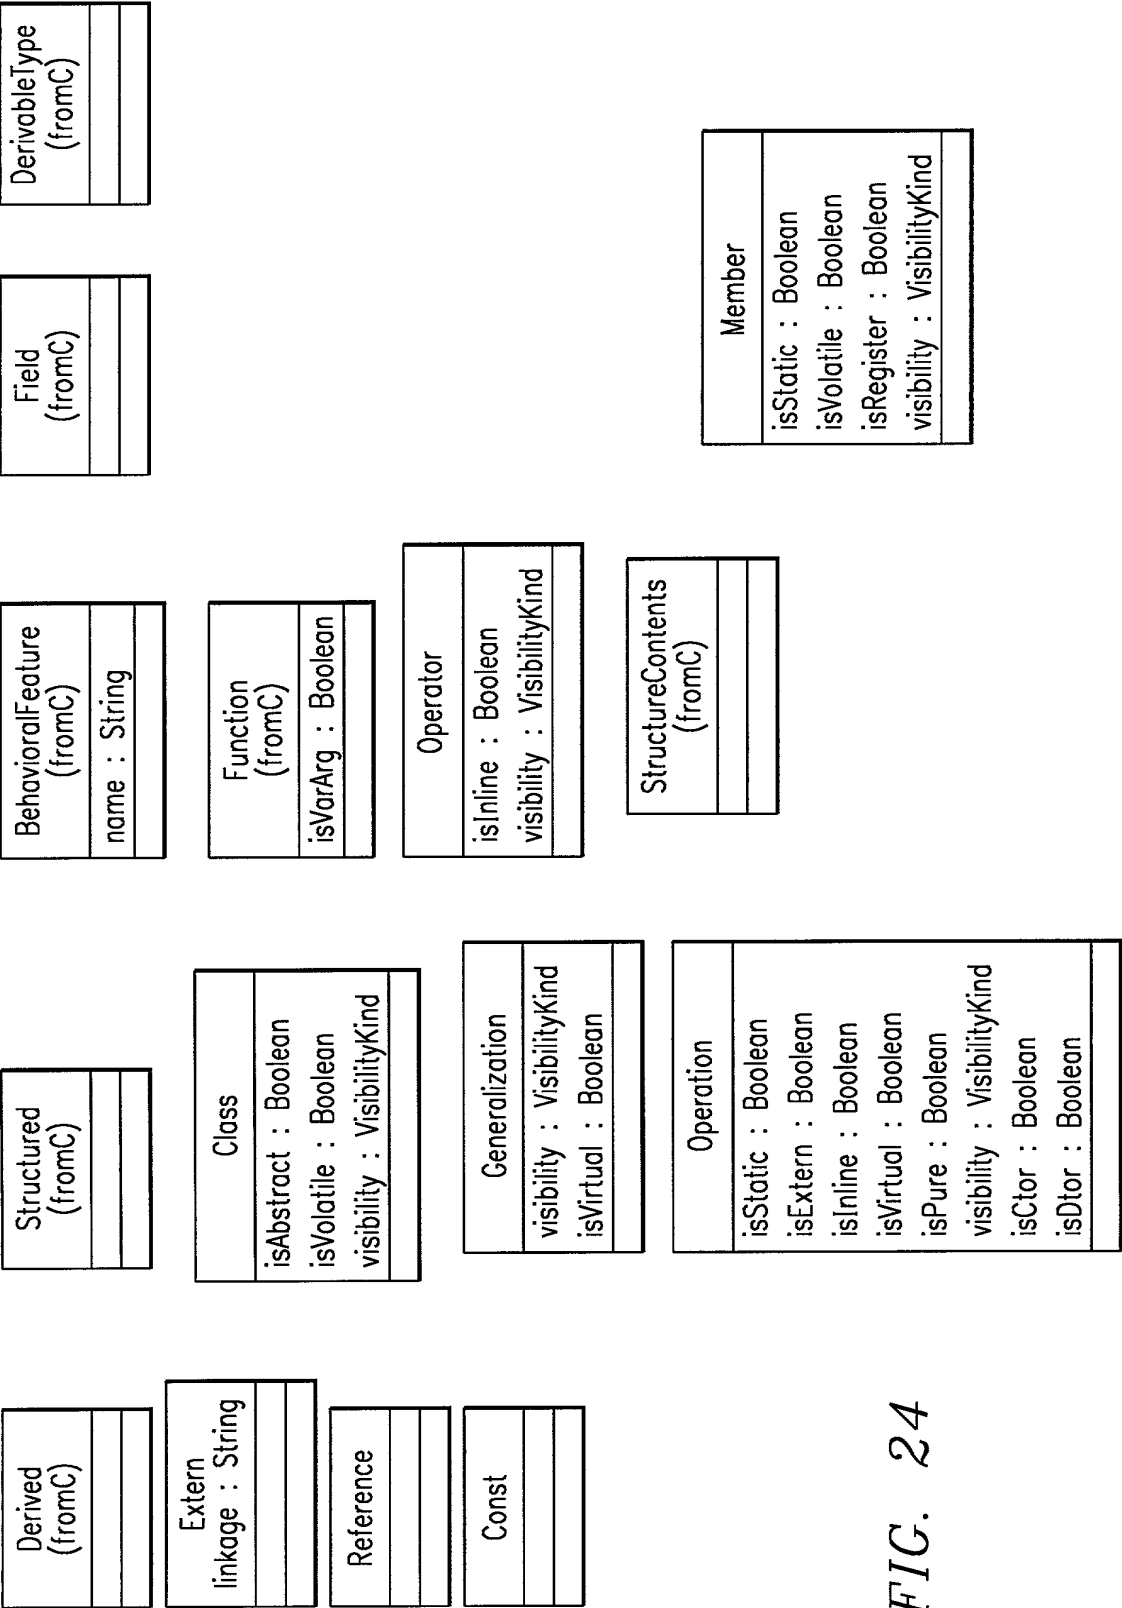 Derived
(fromC)
Extern
linkage : String
Reference
Const
Structured
(fromC)
Class
isAbstract : Boolean
isVolatile : Boolean
visibility : VisibilityKind
Generalization
visibility : VisibilityKind
isVirtual : Boolean
Operation
isStatic : Boolean
isExtern : Boolean
isInline : Boolean
isVirtual : Boolean
isPure : Boolean
visibility : VisibilityKind
isCtor : Boolean
isDtor : Boolean
BehavioralFeature
(fromC)
name : String
Function
(fromC)
isVarArg : Boolean
Operator
isInline : Boolean
visibility : VisibilityKind
StructureContents
(fromC)
Field
(fromC)
DerivableType
(fromC)
Member
isStatic : Boolean
isVolatile : Boolean
isRegister : Boolean
visibility : VisibilityKind
FIG. 24